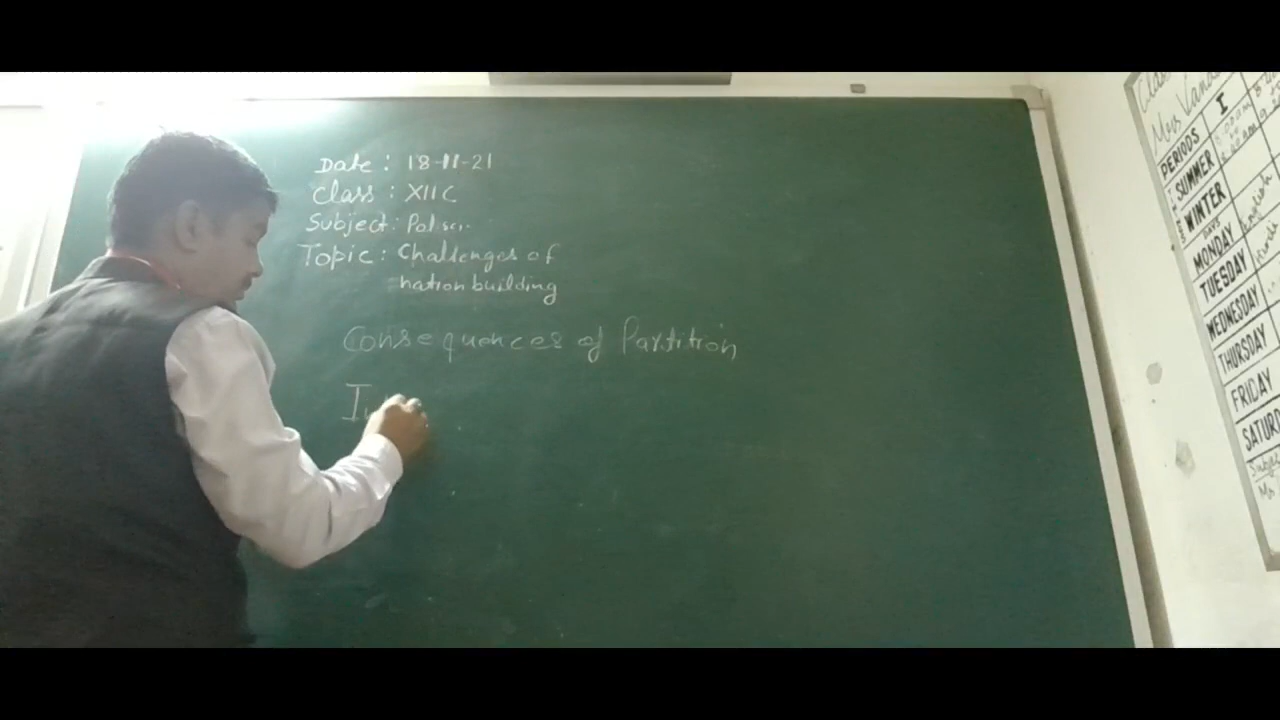 Date : 18-11-21
Class : XII C
Subject : Pol.sci.
Topic : Challenges of
nation building
Consequences of Partition
PERIODS
I
SUMMER
WINTER
DAYS
MONDAY
TUESDAY
WEDNESDAY
THURSDAY
FRIDAY